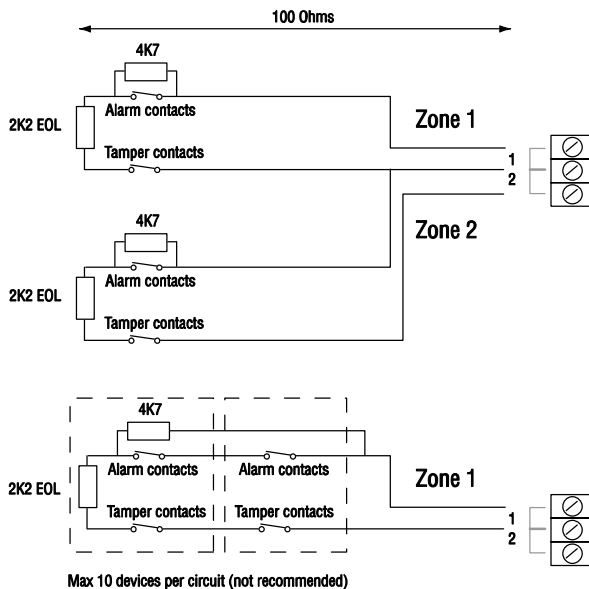 100 Ohms
4K7
Alarm contacts
Zone 1
2K2 EOL
Tamper contacts
1
2
4K7
Zone 2
Alarm contacts
2K2 EOL
Tamper contacts
4K7
Alarm contacts
Alarm contacts
Zone 1
2K2 EOL
Tamper contacts
Tamper contacts
1
2
Max 10 devices per circuit (not recommended)